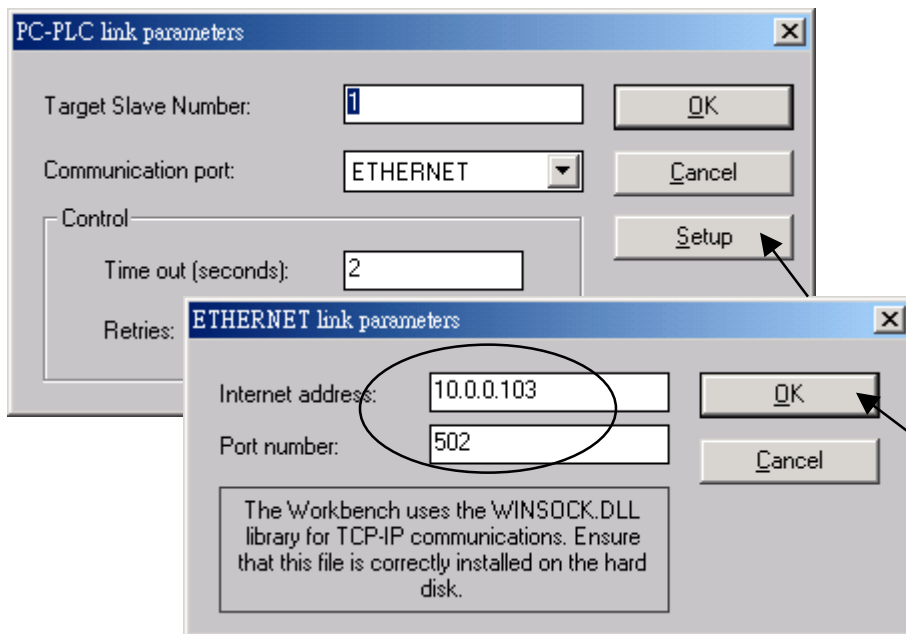 PC-PLC link parameters
Target Slave Number: 1
OK
Communication port: ETHERNET
Cancel
Control
Setup
Time out (seconds): 2
Retries:
ETHERNET link parameters
Internet address: 10.0.0.103
OK
Port number: 502
Cancel
The Workbench uses the WINSOCK.DLL
library for TCP-IP communications. Ensure
that this file is correctly installed on the hard
disk.